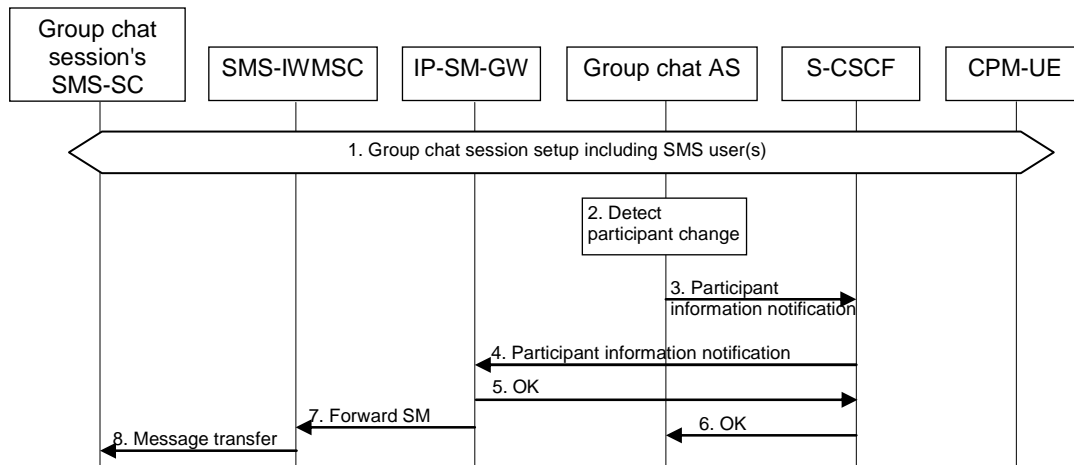 Group chat
session's
SMS-SC
SMS-IWMSC
IP-SM-GW
Group chat AS
S-CSCF
CPM-UE
1. Group chat session setup including SMS user(s)
2. Detect
participant change
3. Participant
information notification
4. Participant information notification
5. OK
7. Forward SM
6. OK
8. Message transfer